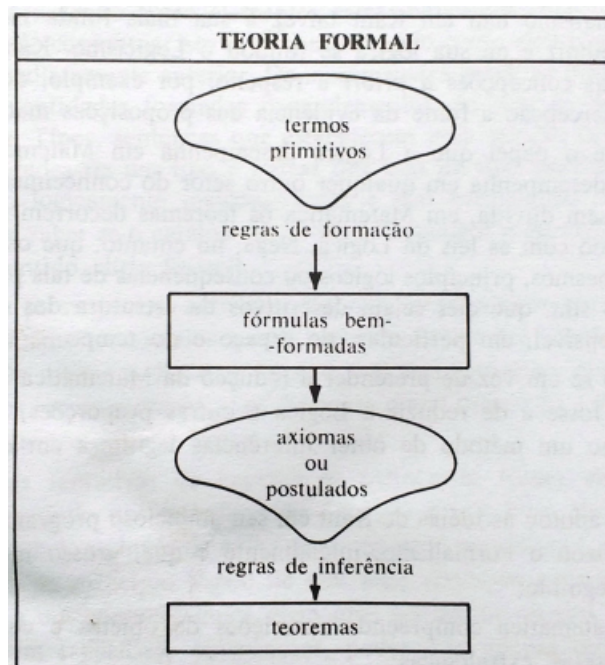 TEORIA FORMAL
termos
primitivos
regras de formação
fórmulas bem-
-formadas
axiomas
ou
postulados
regras de inferência
teoremas